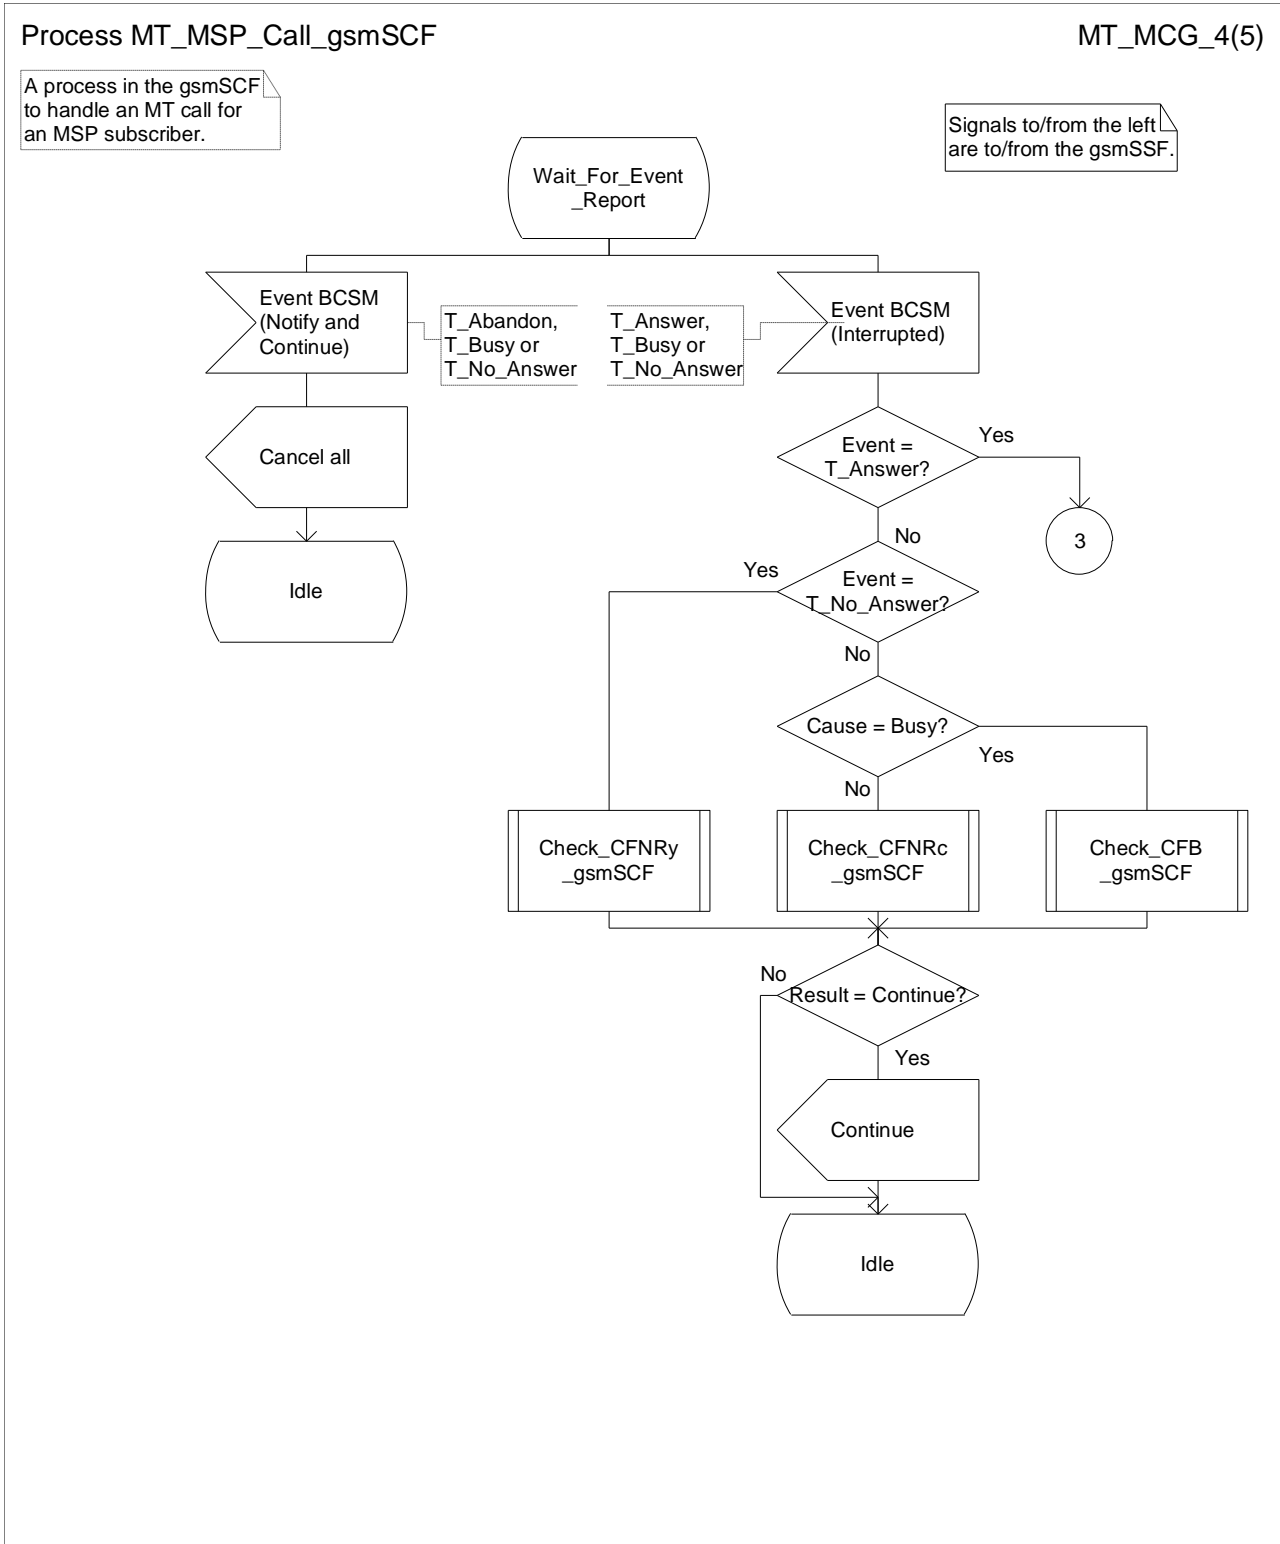 Process MT_MSP_Call_gsmSCF
MT_MCG_4(5)
A process in the gsmSCF
to handle an MT call for
an MSP subscriber.
Signals to/from the left
are to/from the gsmSSF.
Wait_For_Event
_Report
Event BCSM
(Notify and
Continue)
T_Abandon,
T_Busy or
T_No_Answer
T_Answer,
T_Busy or
T_No_Answer
Event BCSM
(Interrupted)
Cancel all
Event =
T_Answer?
Yes
No
3
Idle
Yes
Event =
T_No_Answer?
No
Cause = Busy?
Yes
No
Check_CFNRy
_gsmSCF
Check_CFNRc
_gsmSCF
Check_CFB
_gsmSCF
No
Result = Continue?
Yes
Continue
Idle